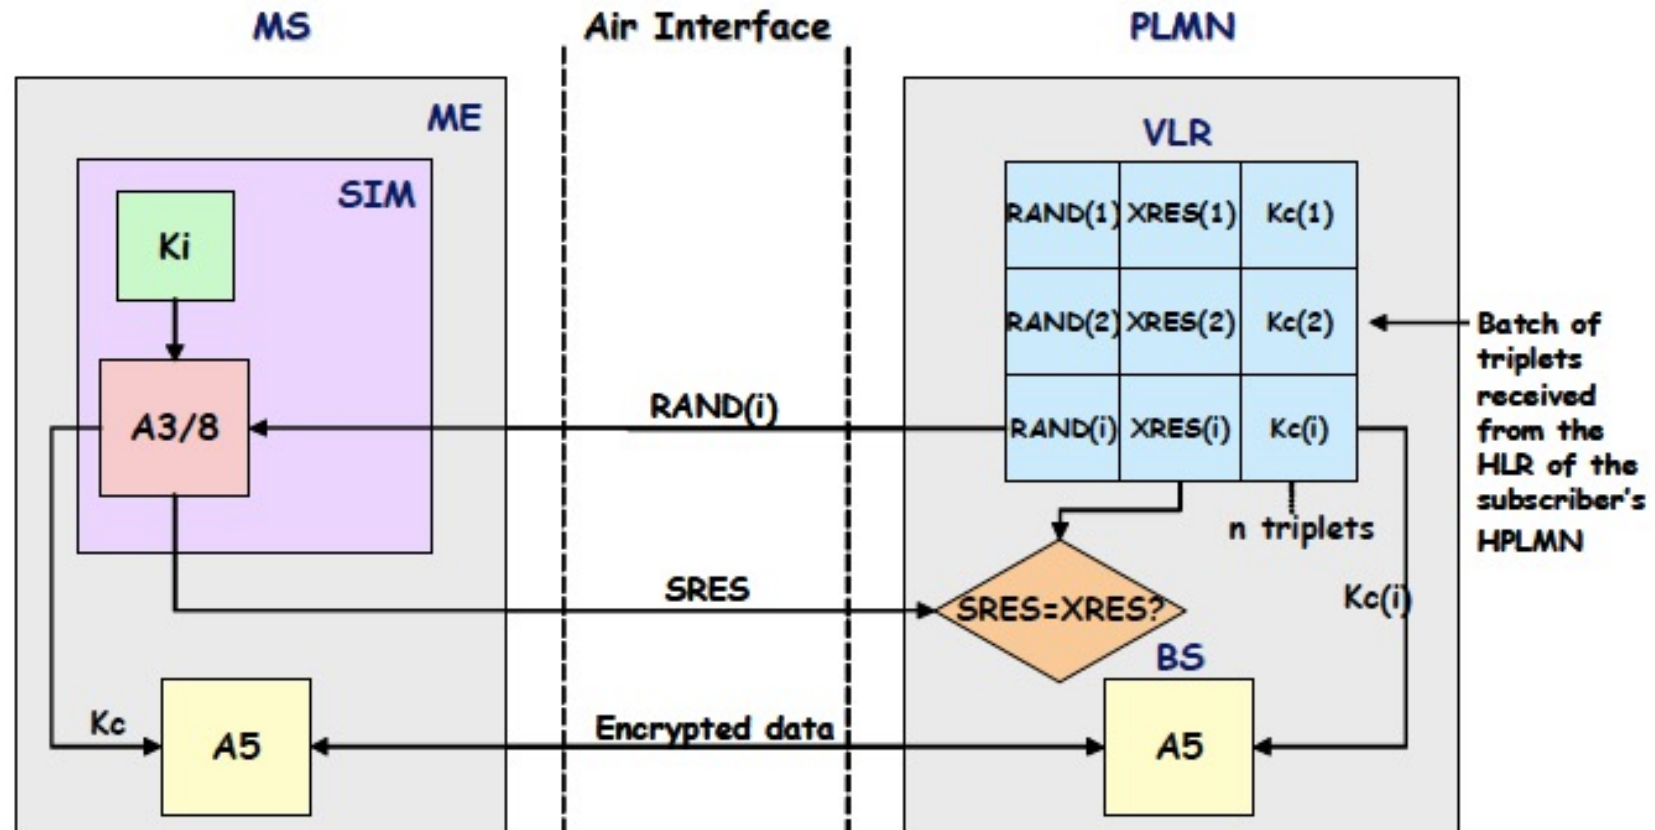 MS
Air Interface
PLMN
ME
VLR
SIM
RAND(1) XRES(1) Kc(1)
Ki
RAND(2) XRES(2) Kc(2)
Batch of
triplets
received
from the
HLR of the
subscriber's
HPLMN
RAND(i)
A3/8
RAND(i) XRES(i) Kc(i)
n triplets
SRES
SRES=XRES?
Kc(i)
BS
Kc
A5
Encrypted data
A5